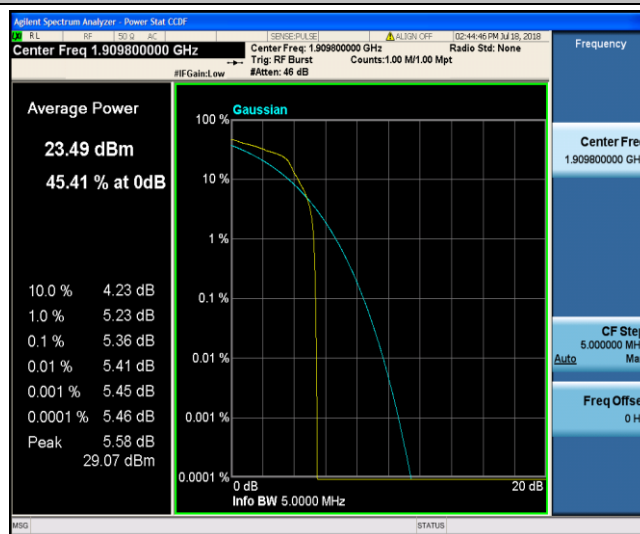 Agilent Spectrum Analyzer - Power Stat CCDF
RL RF 50 Ω AC SENSE:PULSE ALIGN OFF 02:44:46 PM Jul 18, 2018
Center Freq 1.909800000 GHz
Center Freq: 1.909800000 GHz Radio Std: None
Trig: RF Burst Counts:1.00 M/1.00 Mpt
#IFGain:Low #Atten: 46 dB
Frequency
Average Power
23.49 dBm
45.41 % at 0dB
10.0 % 4.23 dB
1.0 % 5.23 dB
0.1 % 5.36 dB
0.01 % 5.41 dB
0.001 % 5.45 dB
0.0001 % 5.46 dB
Peak 5.58 dB
29.07 dBm
Gaussian
100 %
10 %
1 %
0.1 %
0.01 %
0.001 %
0.0001 %
0 dB 20 dB
Info BW 5.0000 MHz
Center Fre
1.909800000 GH
CF Ste
5.000000 MH
Auto Ma
Freq Offse
0 H
MSG STATUS